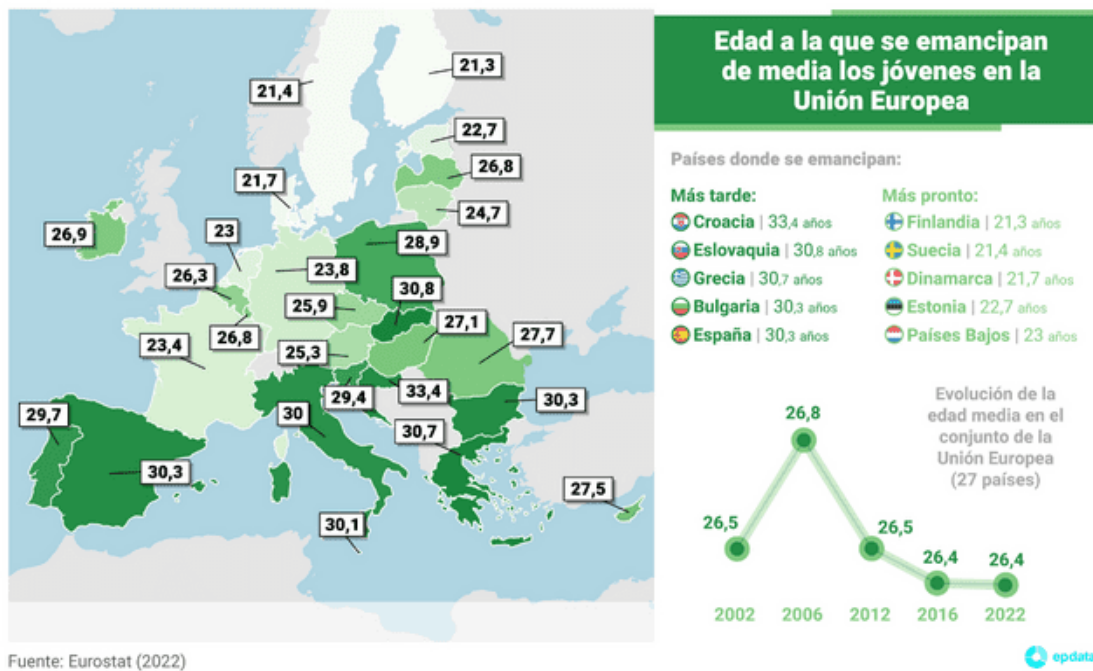 Edad a la que se emancipan
de media los jóvenes en la
Unión Europea
Países donde se emancipan:
Más tarde:
Croacia | 33,4 años
Eslovaquia | 30,8 años
Grecia | 30,7 años
Bulgaria | 30,3 años
España | 30,3 años
Más pronto:
Finlandia | 21,3 años
Suecia | 21,4 años
Dinamarca | 21,7 años
Estonia | 22,7 años
Países Bajos | 23 años
21,3
21,4
22,7
26,8
21,7
24,7
26,9
23
28,9
23,8
26,3
30,8
25,9
27,1
26,8
27,7
23,4
25,3
29,4
33,4
30,3
29,7
30
30,7
30,3
27,5
30,1
Evolución de la
edad media en el
conjunto de la
Unión Europea
(27 países)
26,5
26,8
26,5
26,4
26,4
2002
2006
2012
2016
2022
Fuente: Eurostat (2022)
epdata